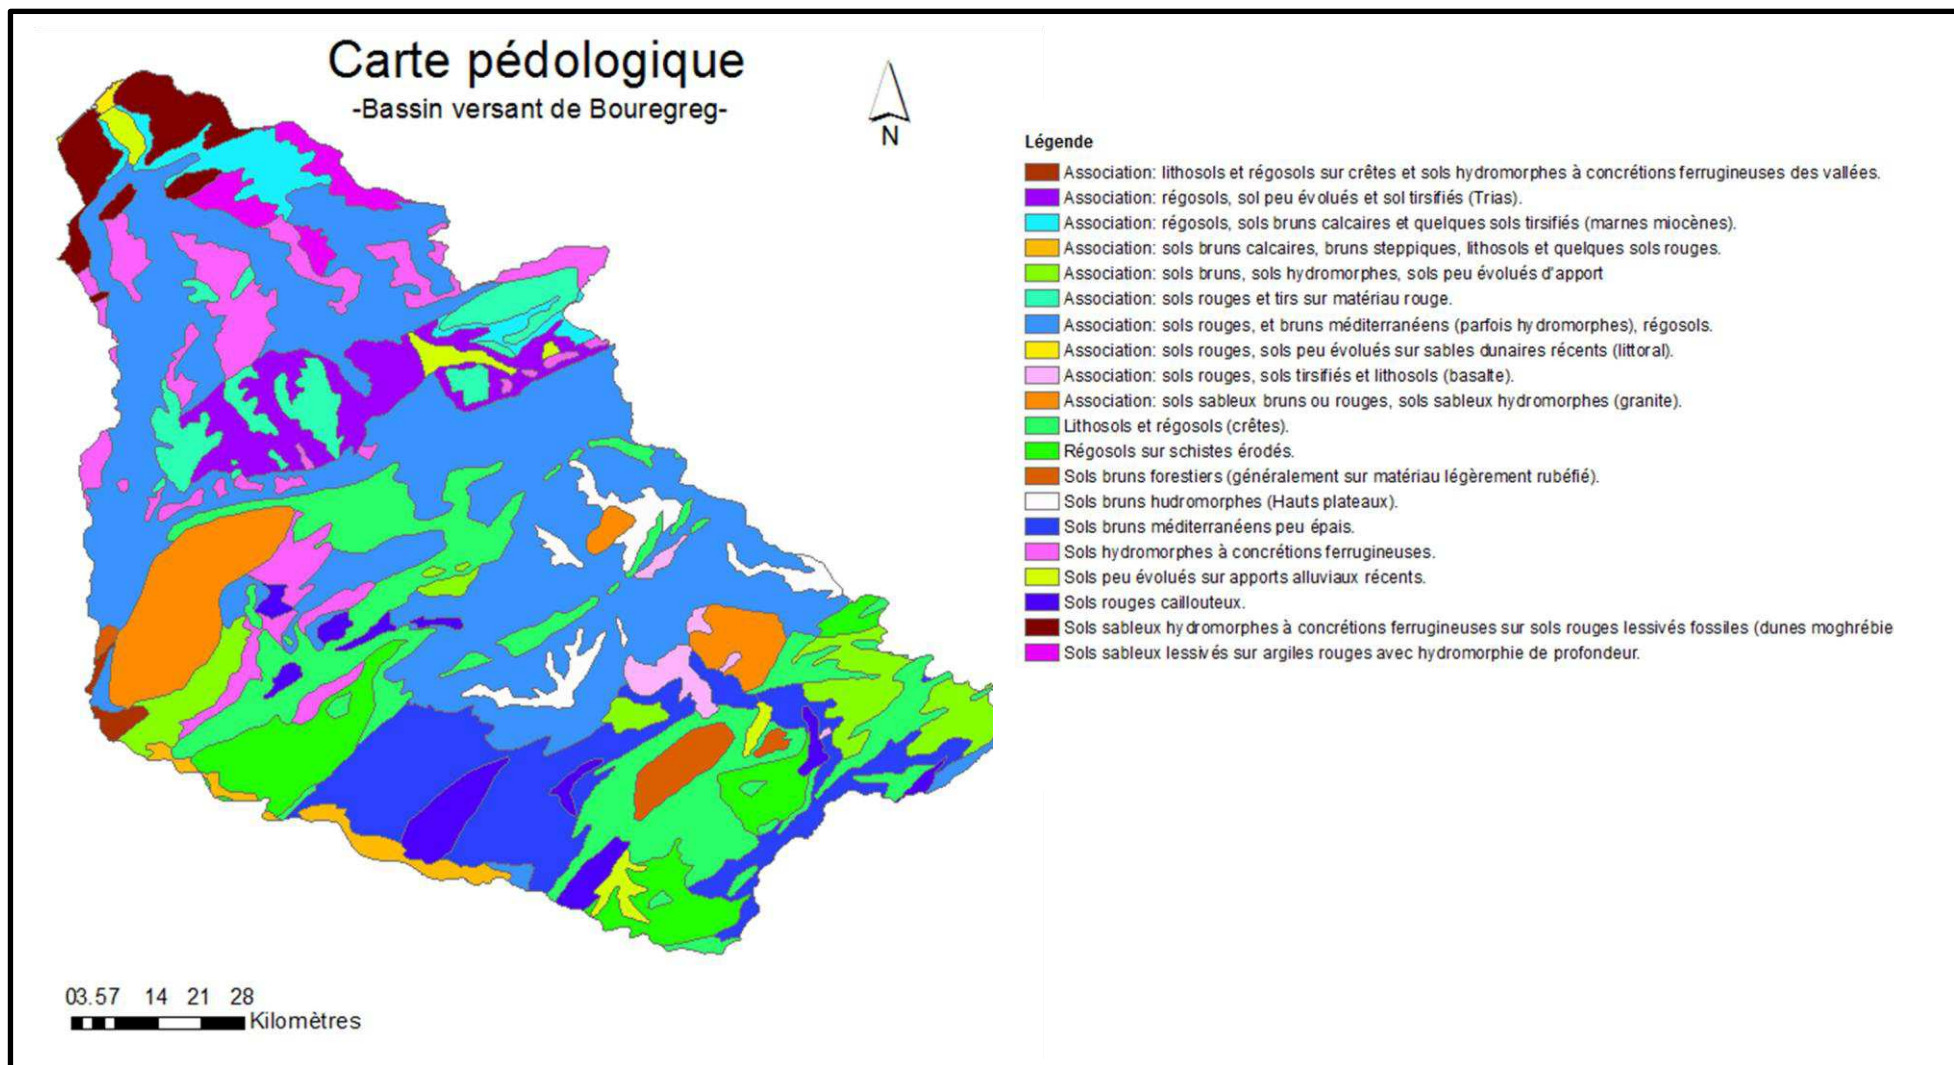 Carte pédologique
-Bassin versant de Bouregreg-
N
Légende
Association: lithosols et régosols sur crêtes et sols hydromorphes à concrétions ferrugineuses des vallées.
Association: régosols, sol peu évolués et sol tirsifiés (Trias).
Association: régosols, sols bruns calcaires et quelques sols tirsifiés (marnes miocènes).
Association: sols bruns calcaires, bruns steppiques, lithosols et quelques sols rouges.
Association: sols bruns, sols hydromorphes, sols peu évolués d'apport
Association: sols rouges et tirs sur matériau rouge.
Association: sols rouges, et bruns méditerranéens (parfois hydromorphes), régosols.
Association: sols rouges, sols peu évolués sur sables dunaires récents (littoral).
Association: sols rouges, sols tirsifiés et lithosols (basalte).
Association: sols sableux bruns ou rouges, sols sableux hydromorphes (granite).
Lithosols et régosols (crêtes).
Régosols sur schistes érodés.
Sols bruns forestiers (généralement sur matériau légèrement rubéfié).
Sols bruns hudromorphes (Hauts plateaux).
Sols bruns méditerranéens peu épais.
Sols hydromorphes à concrétions ferrugineuses.
Sols peu évolués sur apports alluviaux récents.
Sols rouges caillouteux.
Sols sableux hydromorphes à concrétions ferrugineuses sur sols rouges lessivés fossiles (dunes moghrébie
Sols sableux lessivés sur argiles rouges avec hydromorphie de profondeur.
03.57 14 21 28
Kilomètres